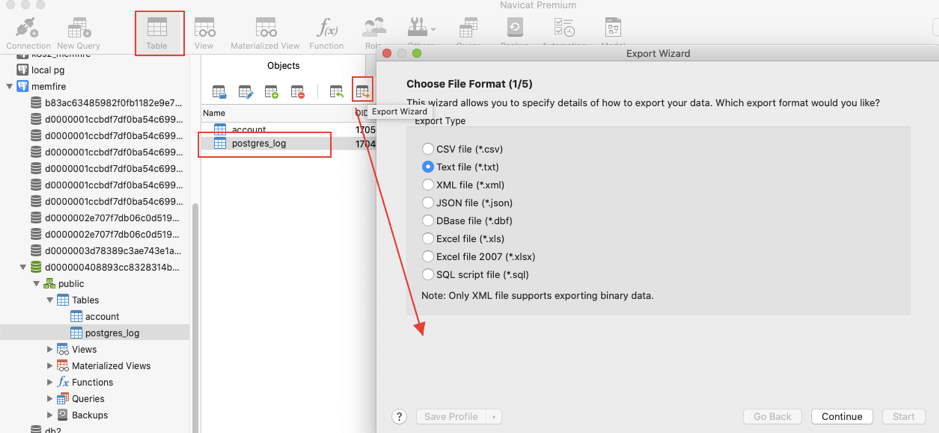 Navicat Premium
Connection
New Query
Table
View
Materialized View
Function
Role
Others
Query
Backup
Automation
Model
k8s2_memfire
local pg
memfire
b83ac63485982f0fb1182e9e7...
d0000001ccbdf7df0ba54c699...
d0000001ccbdf7df0ba54c699...
d0000001ccbdf7df0ba54c699...
d0000001ccbdf7df0ba54c699...
d0000001ccbdf7df0ba54c699...
d0000001ccbdf7df0ba54c699...
d0000002e707f7db06c0d519...
d0000002e707f7db06c0d519...
d0000003d78389c3ae743e1a...
d000000408893cc8328314b...
public
Tables
account
postgres_log
Views
Materialized Views
Functions
Queries
Backups
db2
Objects
Name
OID
account
1705
postgres_log
1704
Export Wizard
Export Wizard
Choose File Format (1/5)
This wizard allows you to specify details of how to export your data. Which export format would you like?
Export Type
CSV file (*.csv)
Text file (*.txt)
XML file (*.xml)
JSON file (*.json)
DBase file (*.dbf)
Excel file (*.xls)
Excel file 2007 (*.xlsx)
SQL script file (*.sql)
Note: Only XML file supports exporting binary data.
?
Save Profile
Go Back
Continue
Start